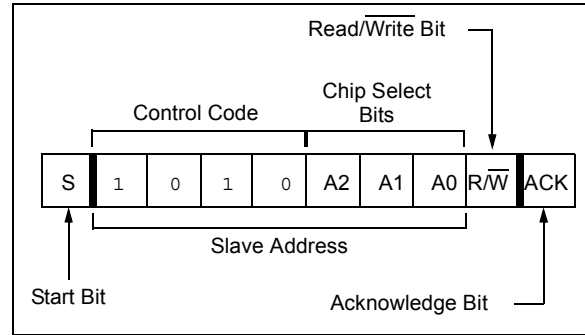 Read/Write Bit
Chip Select
Bits
Control Code
S 1 0 1 0 A2 A1 A0 R/W ACK
Slave Address
Start Bit
Acknowledge Bit